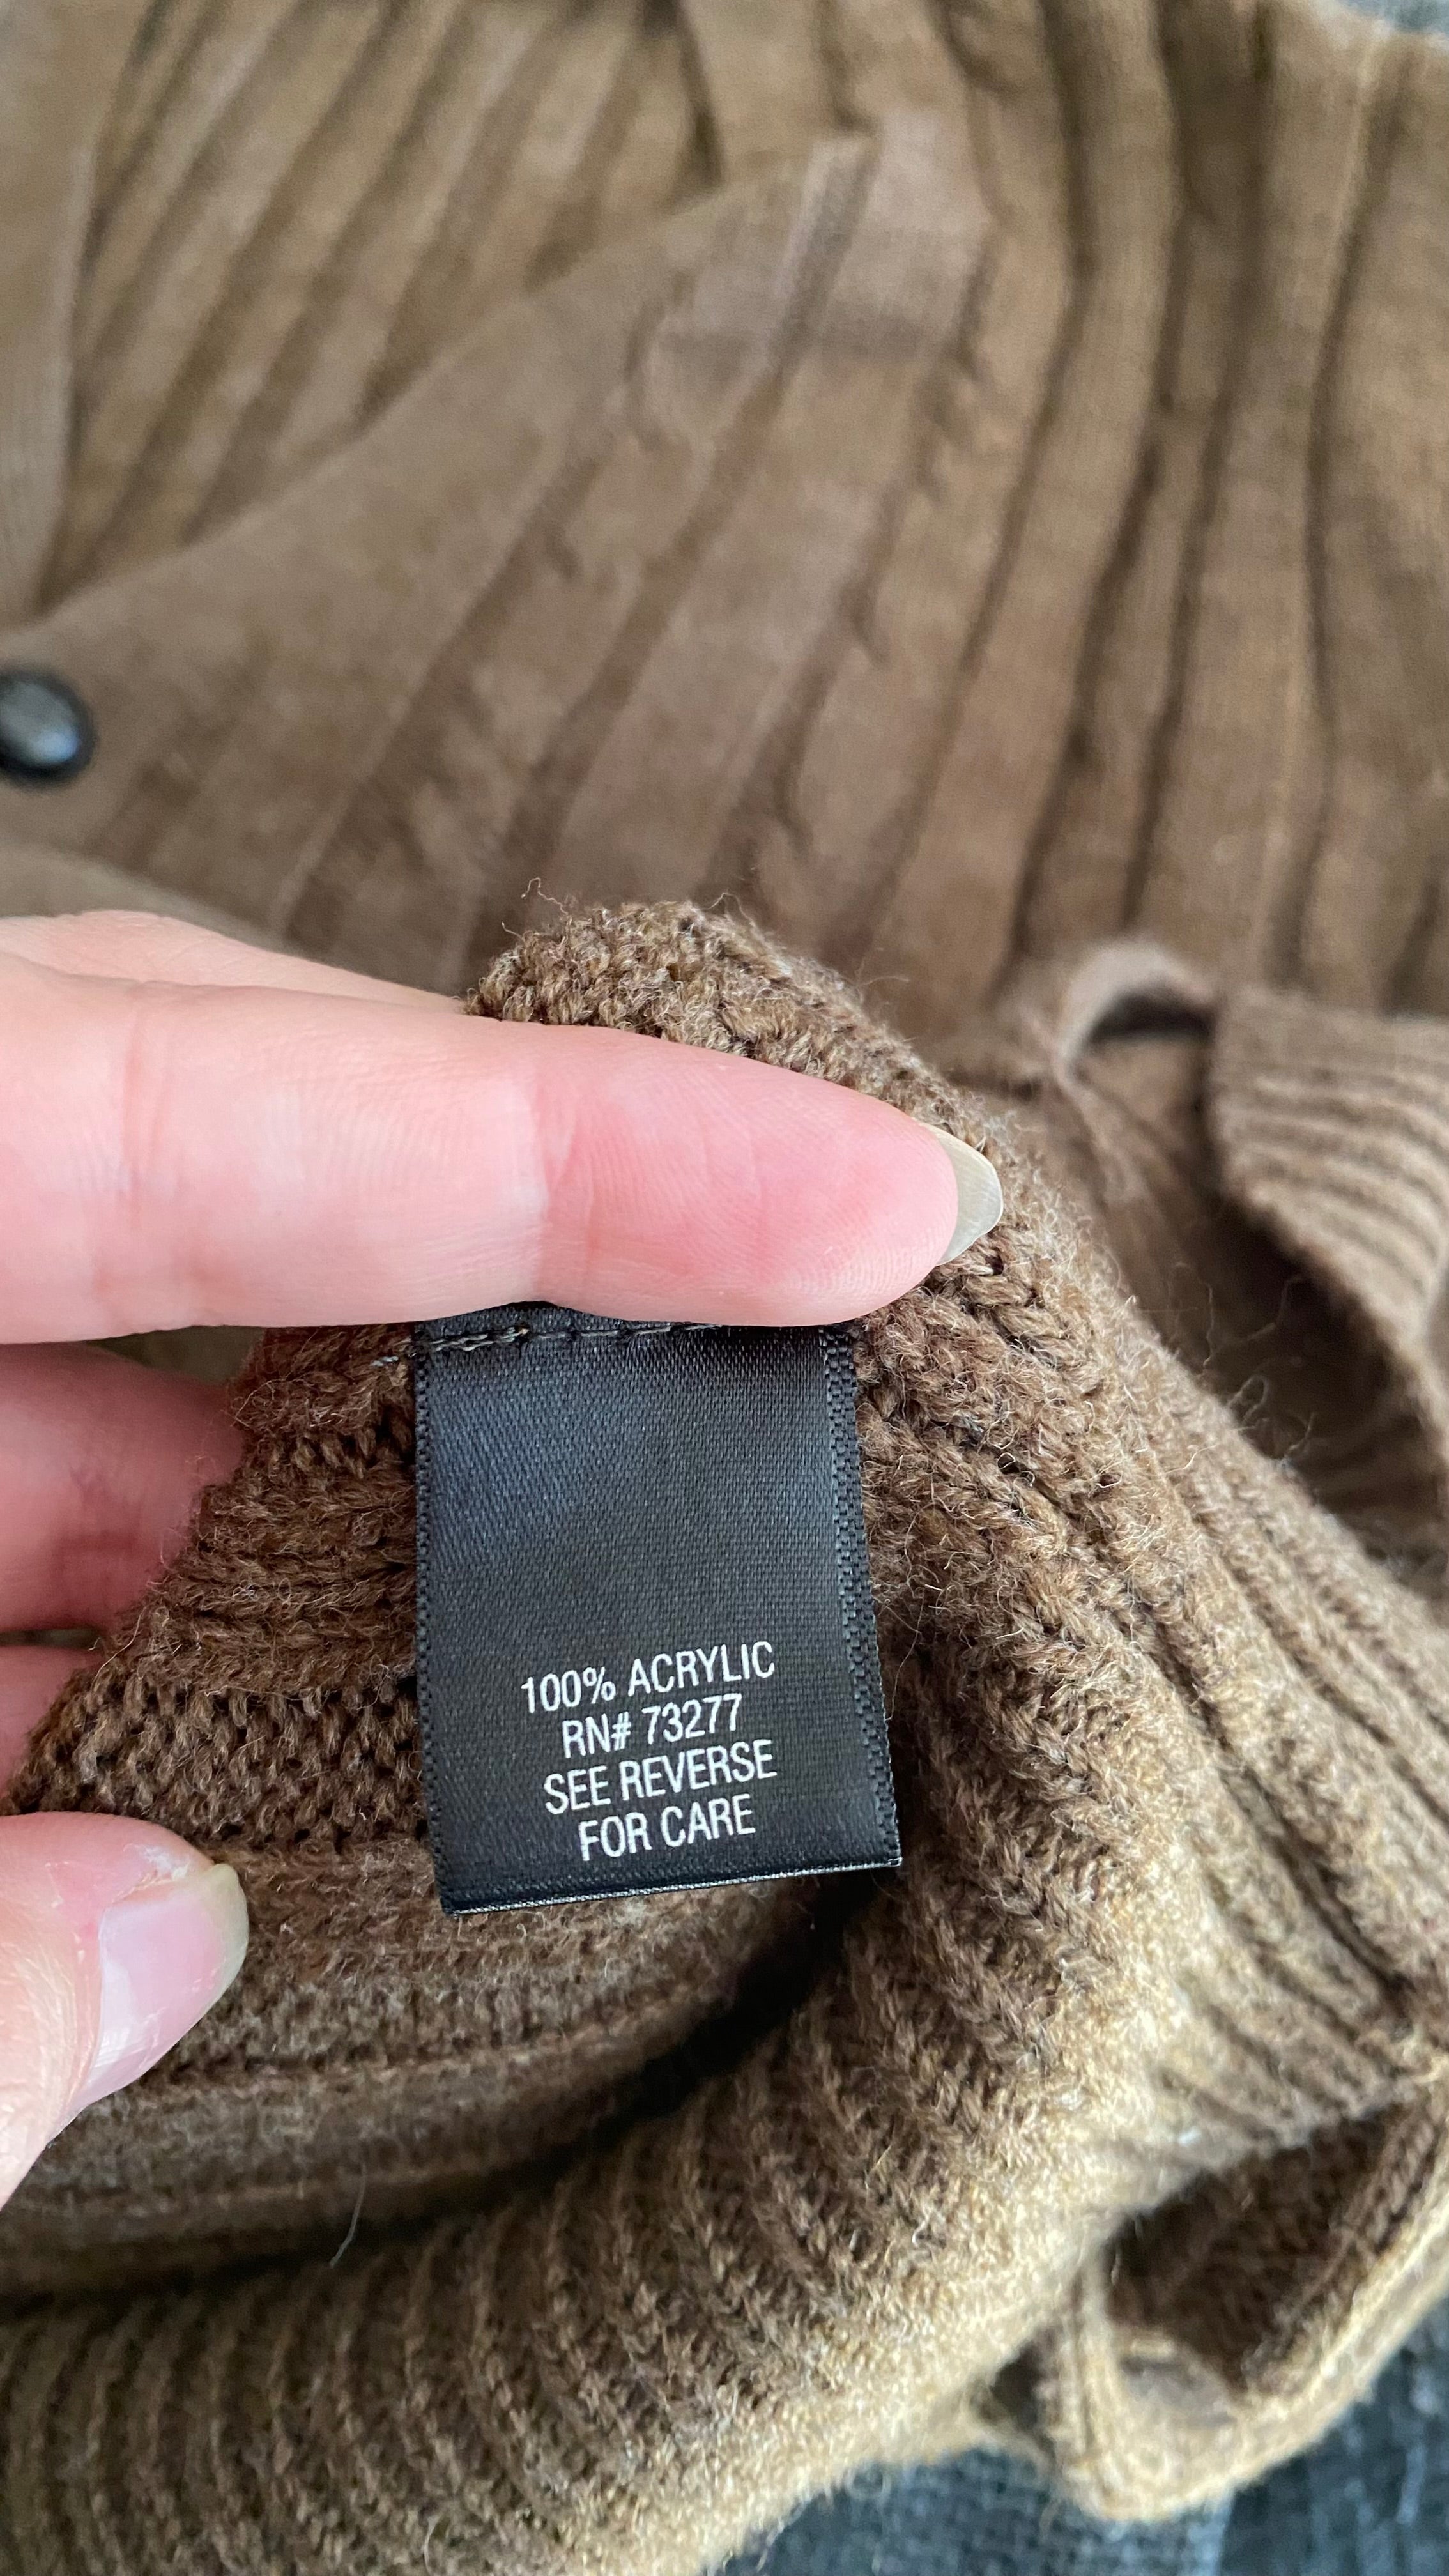 100% ACRYLIC
RN# 73277
SEE REVERSE
FOR CARE